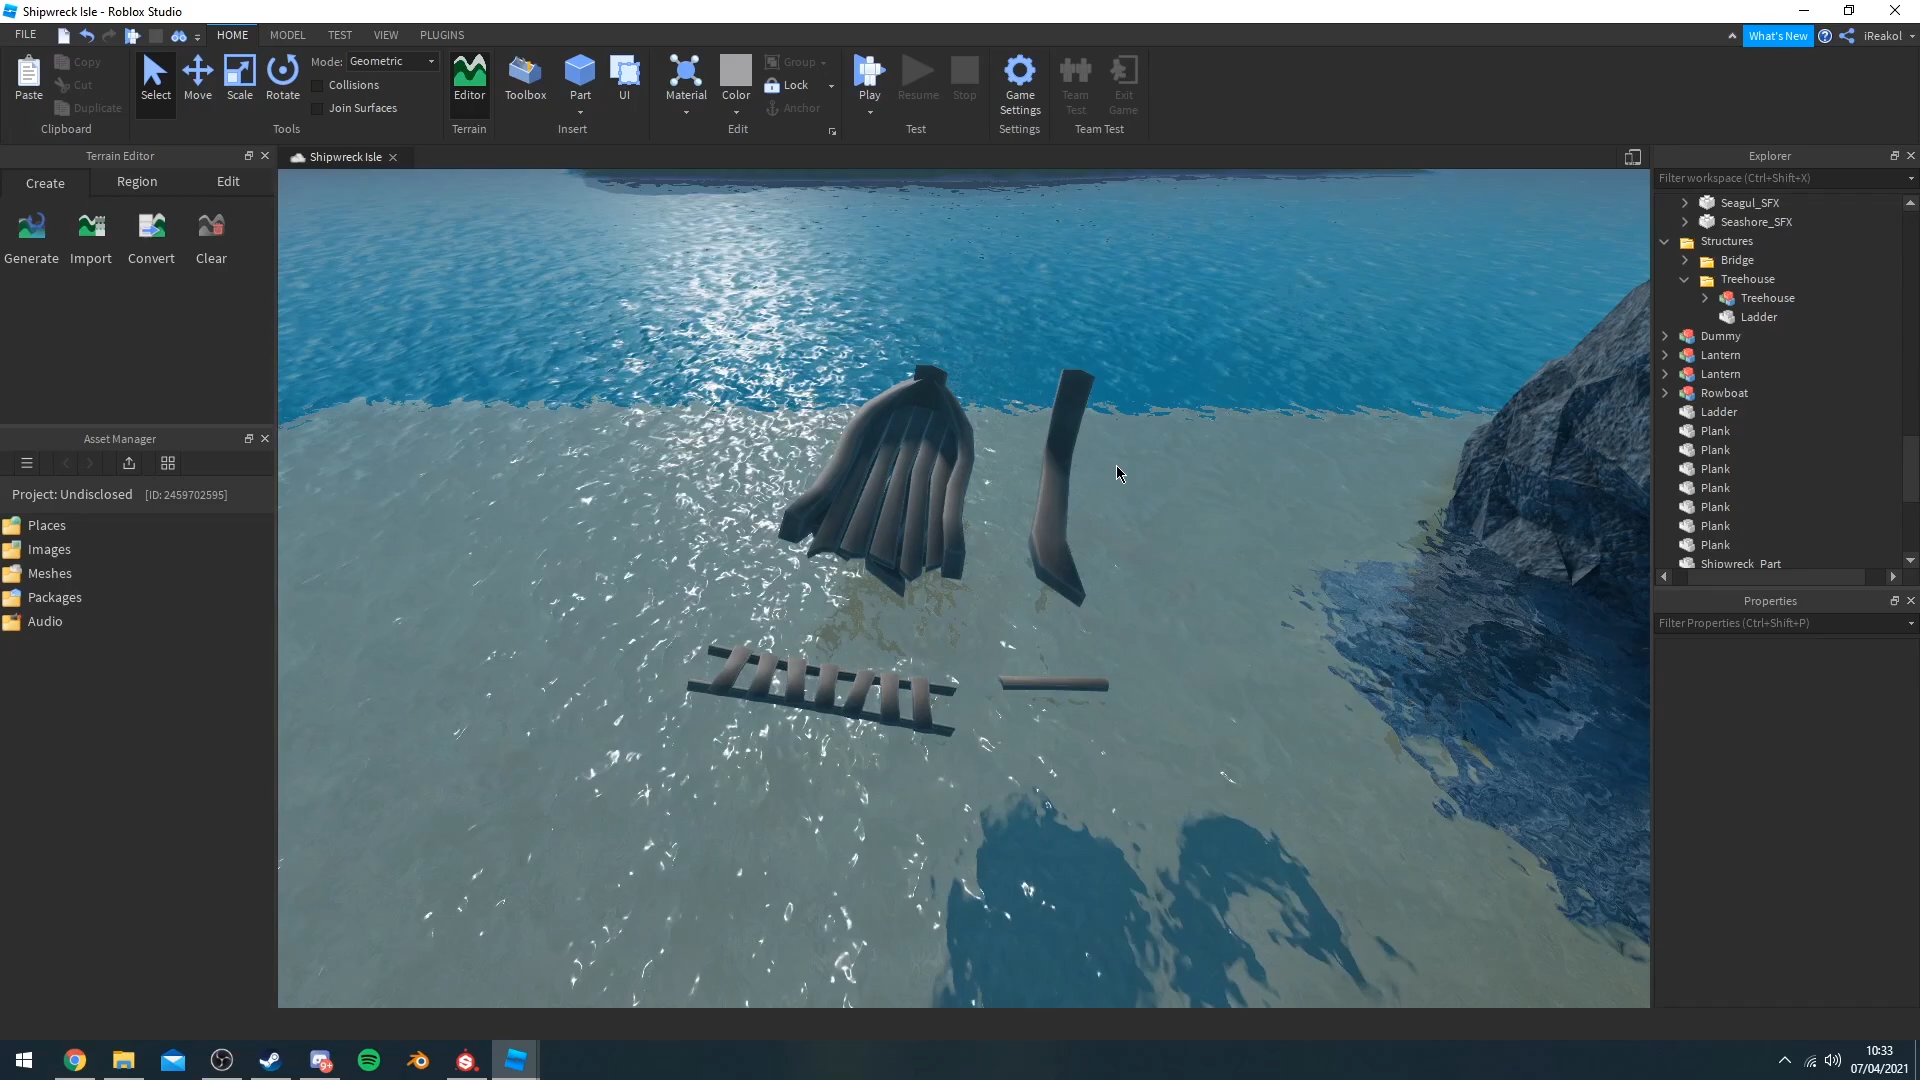 Shipwreck Isle - Roblox Studio
FILE HOME MODEL TEST VIEW PLUGINS What's New iReakol
Paste Copy Cut Duplicate Clipboard
Select Move Scale Rotate Mode: Geometric Collisions Join Surfaces Tools
Editor Terrain
Toolbox Part UI Insert
Material Color Group Lock Anchor Edit
Play Resume Stop Test
Game Settings Settings
Team Test Exit Game Team Test
Terrain Editor
Create Region Edit
Generate Import Convert Clear
Asset Manager
Project: Undisclosed [ID: 2459702595]
Places
Images
Meshes
Packages
Audio
Shipwreck Isle
Explorer
Filter workspace (Ctrl+Shift+X)
Seagul_SFX
Seashore_SFX
Structures
Bridge
Treehouse
Treehouse
Ladder
Dummy
Lantern
Lantern
Rowboat
Ladder
Plank
Plank
Plank
Plank
Plank
Plank
Plank
Shipwreck Part
Properties
Filter Properties (Ctrl+Shift+P)
9+
10:33
07/04/2021